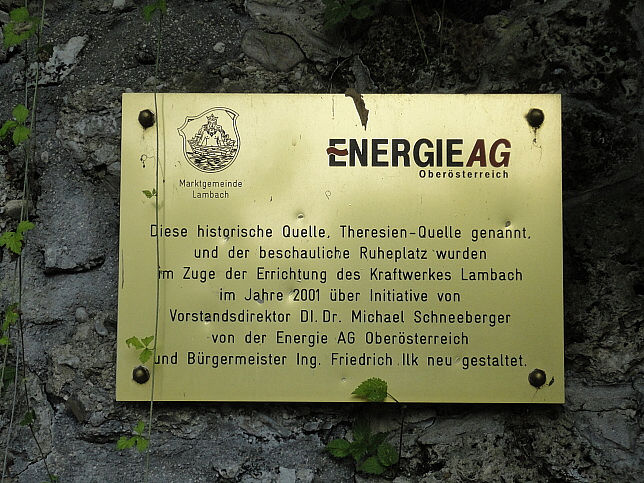 Marktgemeinde
Lambach
ENERGIEAG
Oberösterreich
Diese historische Quelle, Theresien-Quelle genannt,
und der beschauliche Ruheplatz wurden
im Zuge der Errichtung des Kraftwerkes Lambach
im Jahre 2001 über Initiative von
Vorstandsdirektor DI. Dr. Michael Schneeberger
von der Energie AG Oberösterreich
und Bürgermeister Ing. Friedrich Ilk neu gestaltet.